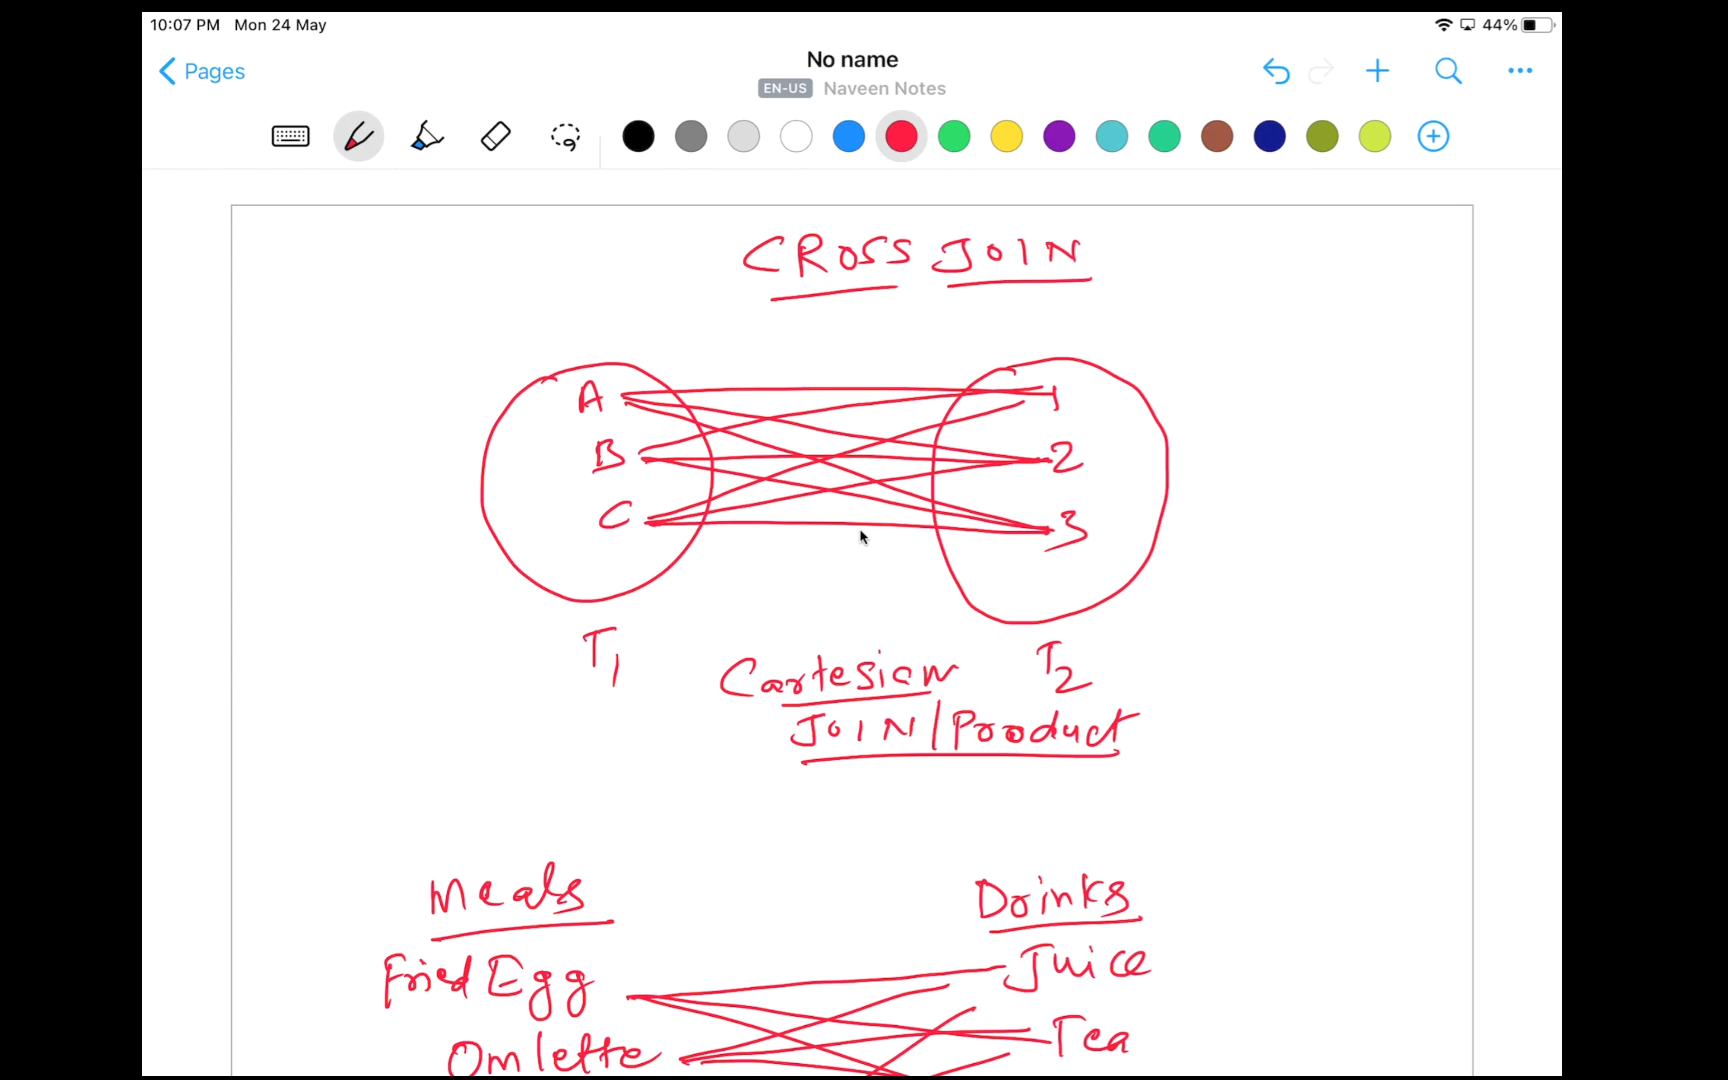 10:07 PM Mon 24 May 44%
Pages
No name
EN-US Naveen Notes
CROSS JOIN
A 1
B 2
C 3
T1 T2
Cartesian
JOIN/Product
Meals Drinks
Fried Egg Juice
Omlette Tea